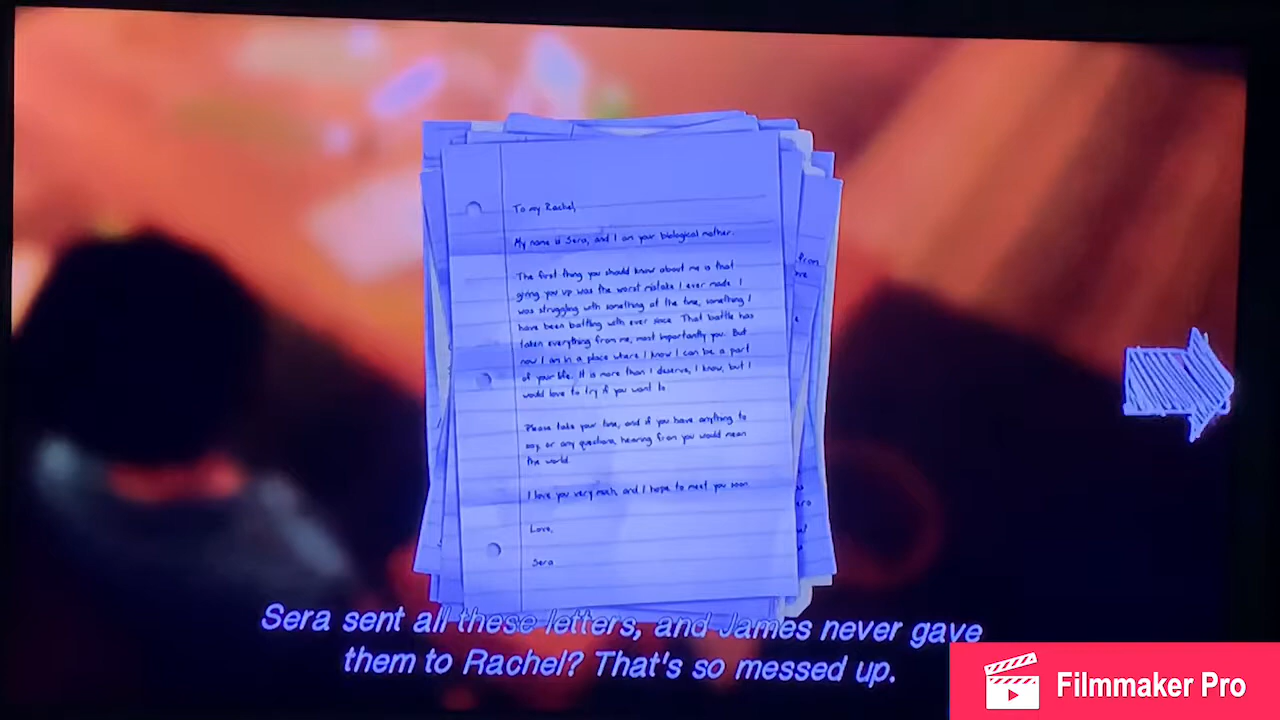 To my Rachel,
My name is Sera, and I am your biological mother.
The first thing you should know about me is that
giving you up was the worst mistake I ever made. I
was struggling with something at the time, something I
have been battling with ever since. That battle has
taken everything from me, most importantly you. But
now I am in a place where I know I can be a part
of your life. It is more than I deserve, I know, but I
would love to try if you want to.
Please take your time, and if you have anything to
say, or any questions, hearing from you would mean
the world.
I love you very much, and I hope to meet you soon.
Love,
Sera
from
Sera sent all these letters, and James never gave
them to Rachel? That's so messed up.
Filmmaker Pro